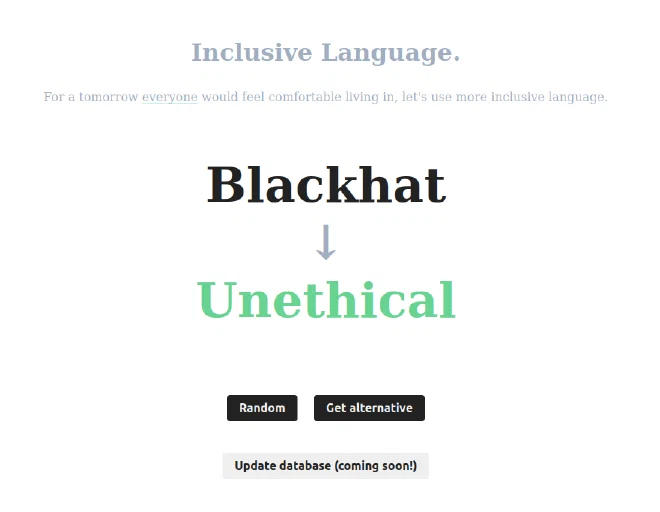 Inclusive Language.
For a tomorrow everyone would feel comfortable living in, let's use more inclusive language.
Blackhat
↓
Unethical
Random Get alternative
Update database (coming soon!)